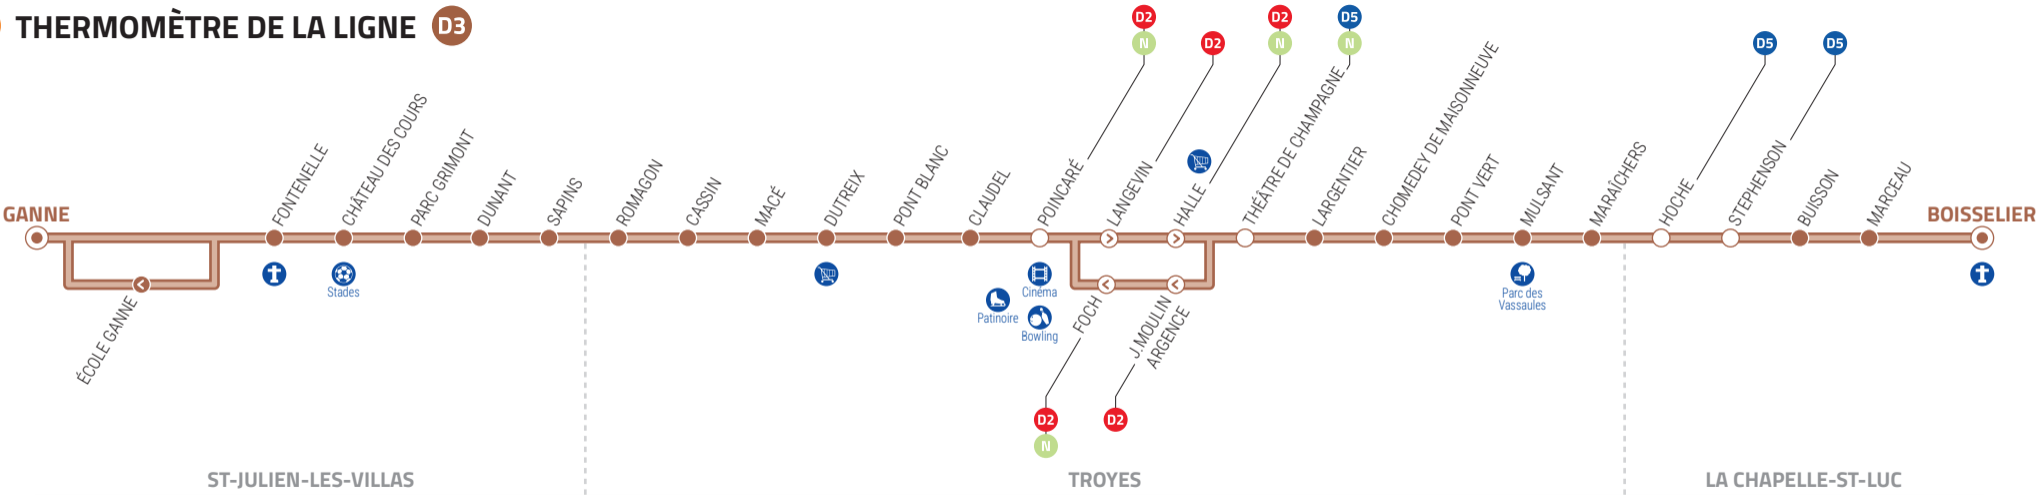 THERMOMÈTRE DE LA LIGNE D3
D2
N
D2
D2
N
D5
N
D5
D5
GANNE
FONTENELLE
CHÂTEAU DES COURS
PARC GRIMONT
DUNANT
SAPINS
ROMAGON
CASSIN
MACÉ
DUTREIX
PONT BLANC
CLAUDEL
POINCARÉ
LANGEVIN
HALLE
THÉÂTRE DE CHAMPAGNE
LARGENTIER
CHOMEDEY DE MAISONNEUVE
PONT VERT
MULSANT
MARAÎCHERS
HOCHE
STEPHENSON
BUISSON
MARCEAU
BOISSELIER
ÉCOLE GANNE
Stades
Patinoire
Cinéma
Bowling
FOCH
J.MOULIN
ARGENCE
Parc des
Vassaules
D2
N
D2
ST-JULIEN-LES-VILLAS
TROYES
LA CHAPELLE-ST-LUC